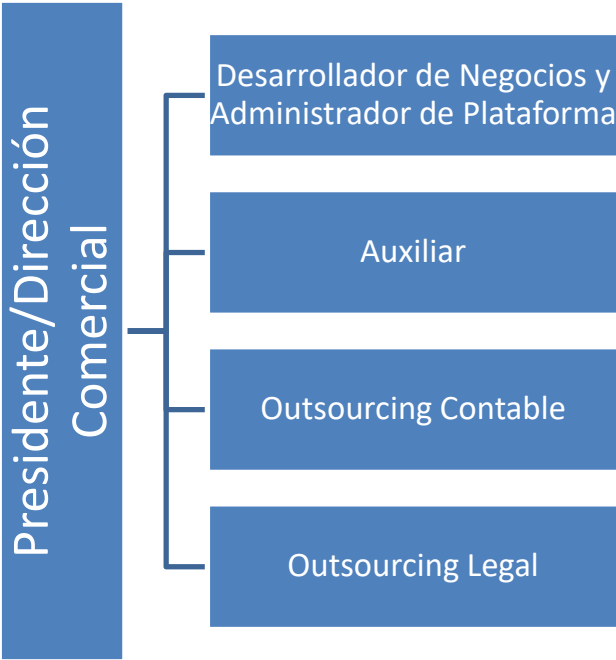 Presidente/Dirección
Comercial
Desarrollador de Negocios y
Administrador de Plataforma
Auxiliar
Outsourcing Contable
Outsourcing Legal